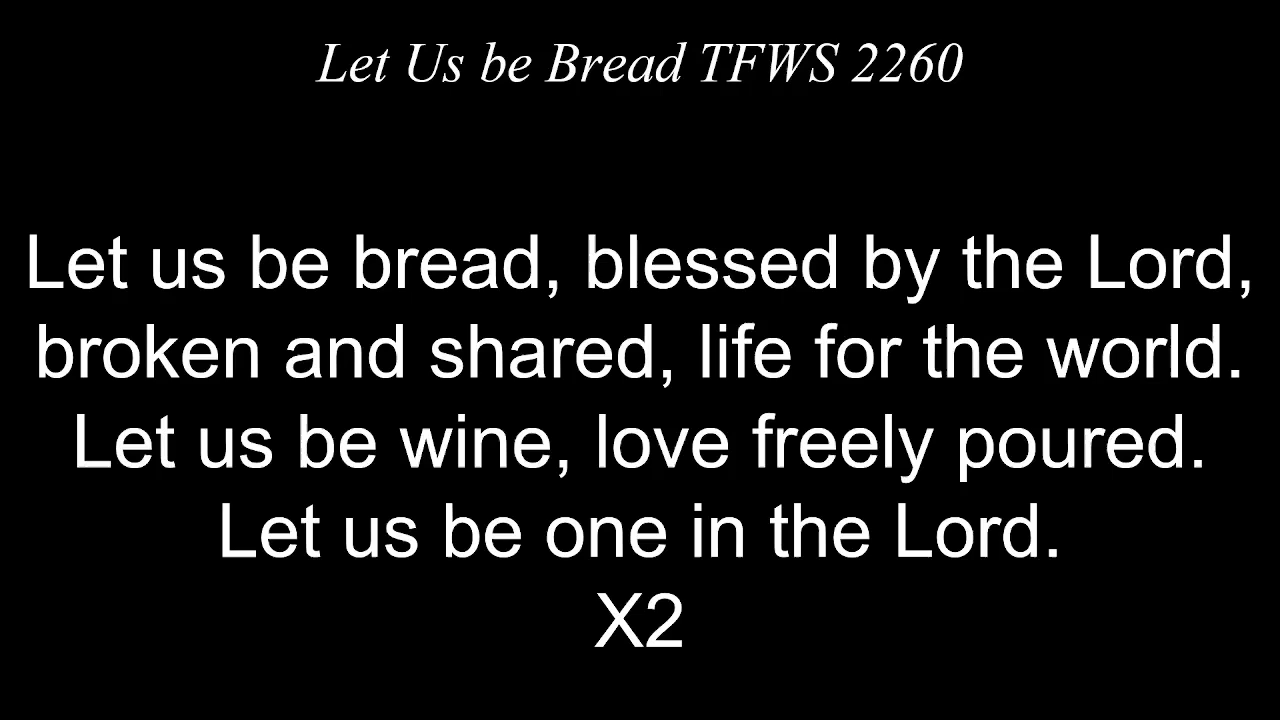 Let Us be Bread TFWS 2260
Let us be bread, blessed by the Lord,
broken and shared, life for the world.
Let us be wine, love freely poured.
Let us be one in the Lord.
X2